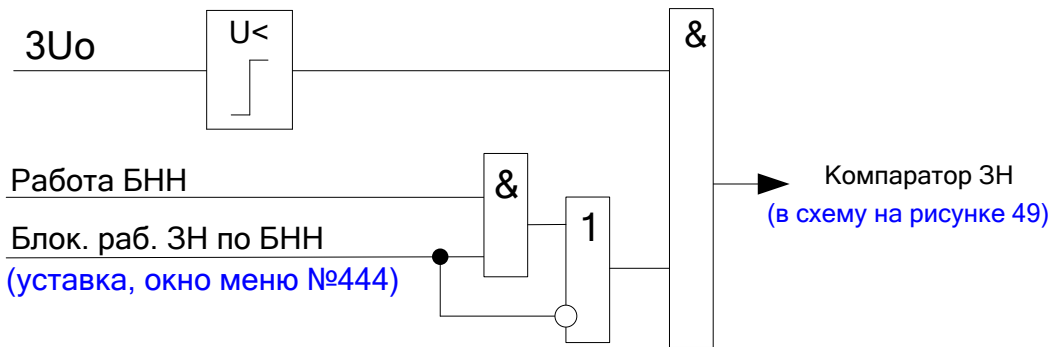 3Uo
U<
&
Работа БНН
&
Блок. раб. ЗН по БНН
(уставка, окно меню №444)
1
Компаратор ЗН
(в схему на рисунке 49)